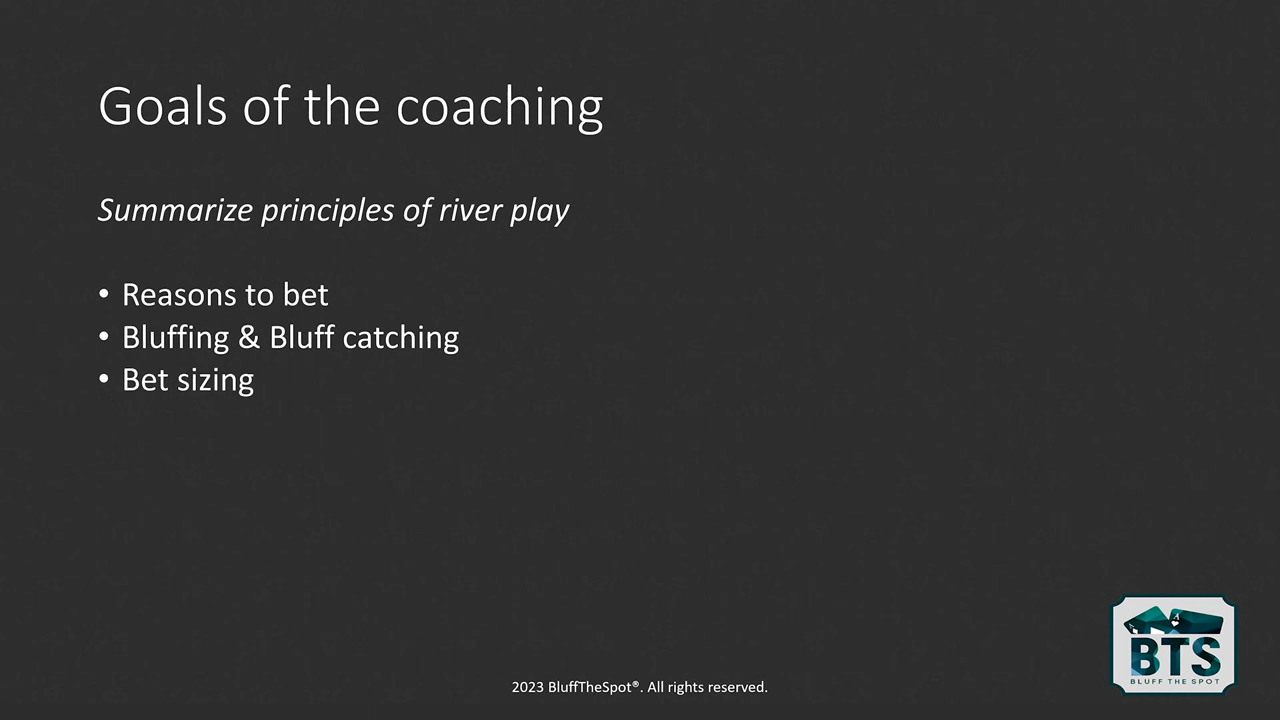 Goals of the coaching
Summarize principles of river play
• Reasons to bet
• Bluffing & Bluff catching
• Bet sizing
2023 BluffTheSpot®. All rights reserved.
BTS
BLUFF THE SPOT